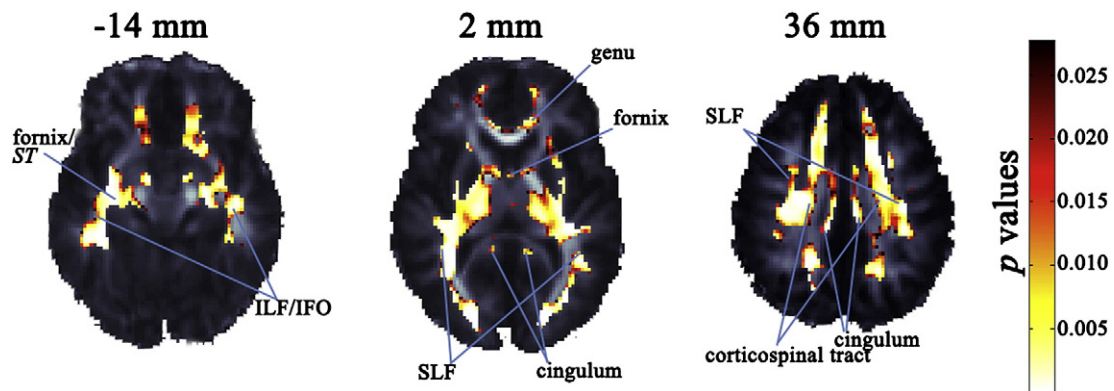 -14 mm
2 mm
36 mm
genu
fornix
fornix/
ST
ILF/IFO
SLF
cingulum
SLF
corticospinal tract
cingulum
0.025
0.020
0.015
0.010
0.005
p values